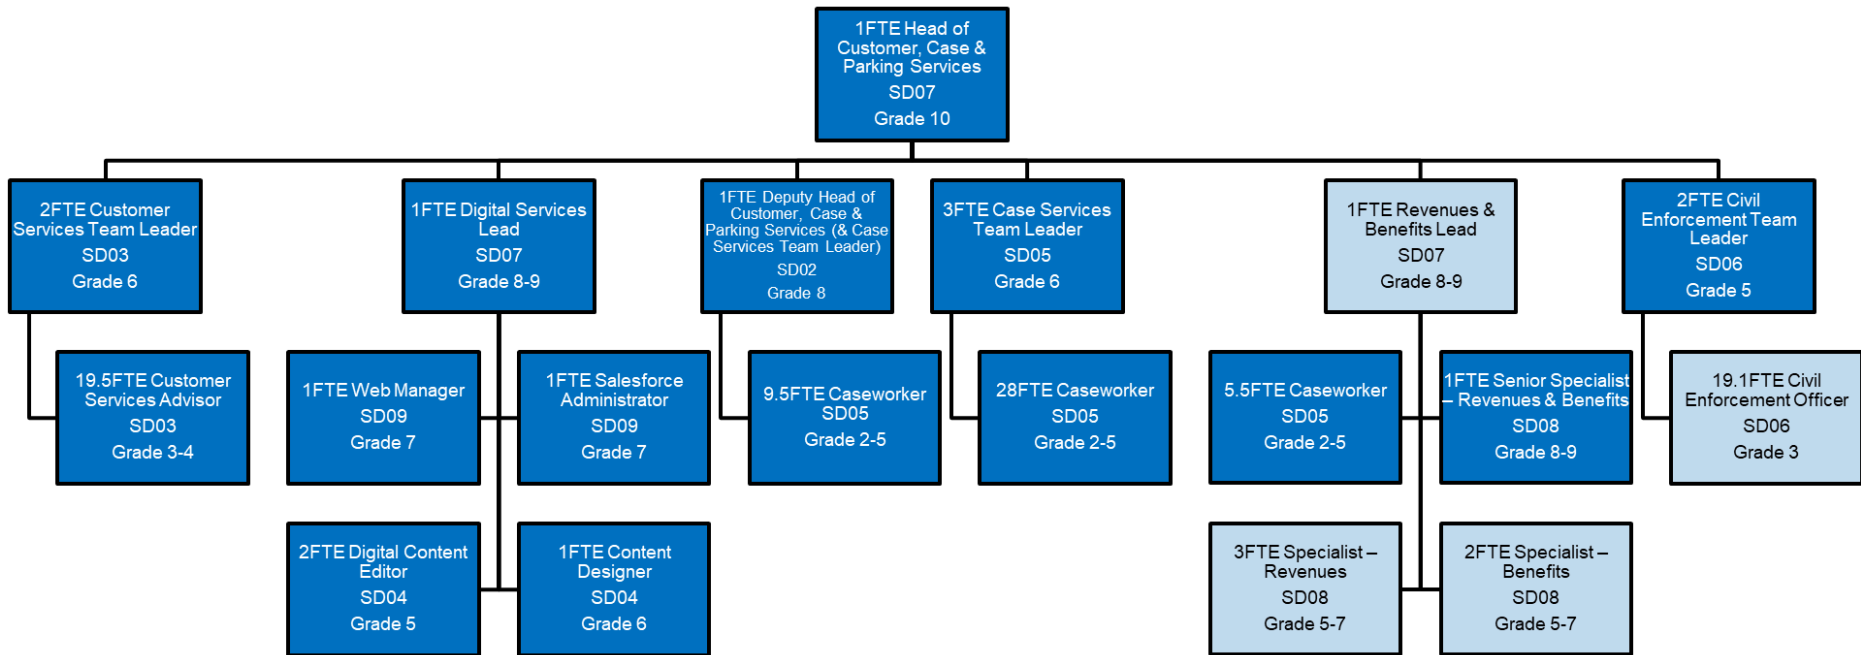 1FTE Head of
Customer, Case &
Parking Services
SD07
Grade 10
2FTE Customer
Services Team Leader
SD03
Grade 6
1FTE Digital Services
Lead
SD07
Grade 8-9
1FTE Deputy Head of
Customer, Case &
Parking Services (& Case
Services Team Leader)
SD02
Grade 8
3FTE Case Services
Team Leader
SD05
Grade 6
1FTE Revenues &
Benefits Lead
SD07
Grade 8-9
2FTE Civil
Enforcement Team
Leader
SD06
Grade 5
19.5FTE Customer
Services Advisor
SD03
Grade 3-4
1FTE Web Manager
SD09
Grade 7
1FTE Salesforce
Administrator
SD09
Grade 7
9.5FTE Caseworker
SD05
Grade 2-5
28FTE Caseworker
SD05
Grade 2-5
5.5FTE Caseworker
SD05
Grade 2-5
1FTE Senior Specialist
– Revenues & Benefits
SD08
Grade 8-9
19.1FTE Civil
Enforcement Officer
SD06
Grade 3
2FTE Digital Content
Editor
SD04
Grade 5
1FTE Content
Designer
SD04
Grade 6
3FTE Specialist –
Revenues
SD08
Grade 5-7
2FTE Specialist –
Benefits
SD08
Grade 5-7